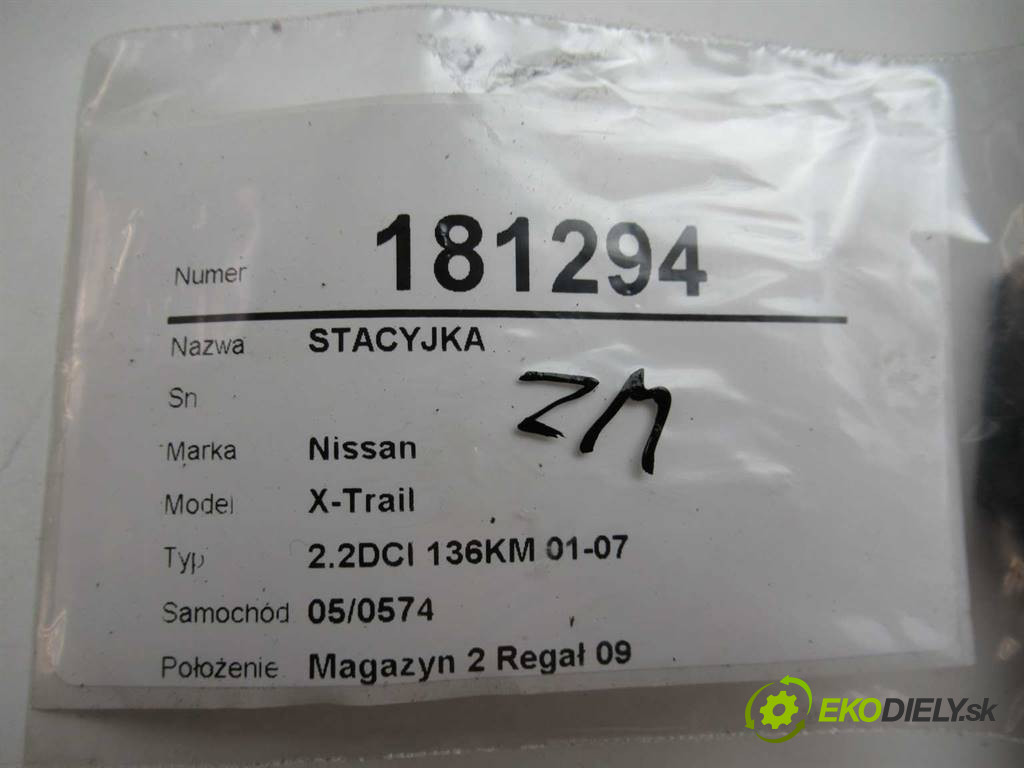 Numer 181294
Nazwa STACYJKA
Sn
ZM
Marka Nissan
Model X-Trail
Typ 2.2DCI 136KM 01-07
Samochód 05/0574
Położenie Magazyn 2 Regał 09
EKODIELY.sk